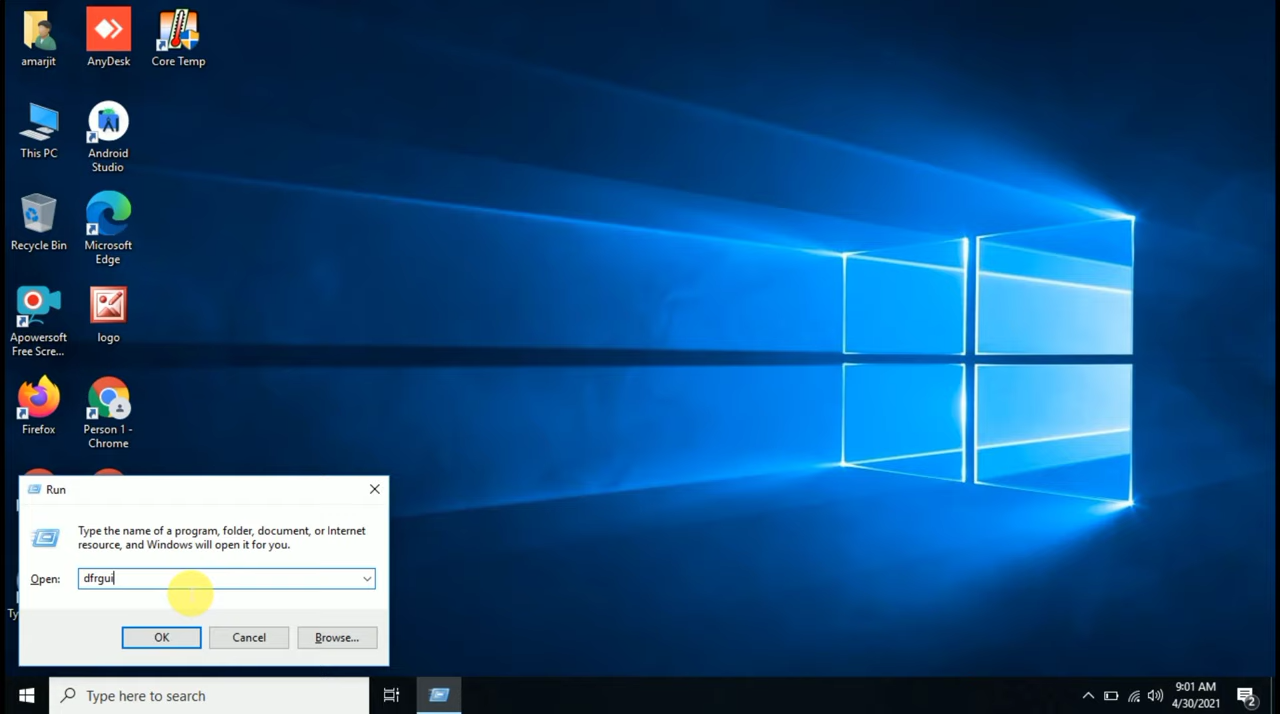 amarjit
AnyDesk
Core Temp
This PC
Android
Studio
Recycle Bin
Microsoft
Edge
Apowersoft
Free Scre...
logo
Firefox
Person 1 -
Chrome
Run
Type the name of a program, folder, document, or Internet
resource, and Windows will open it for you.
Open:
dfrgui
OK
Cancel
Browse...
Ty
Type here to search
9:01 AM
4/30/2021
2